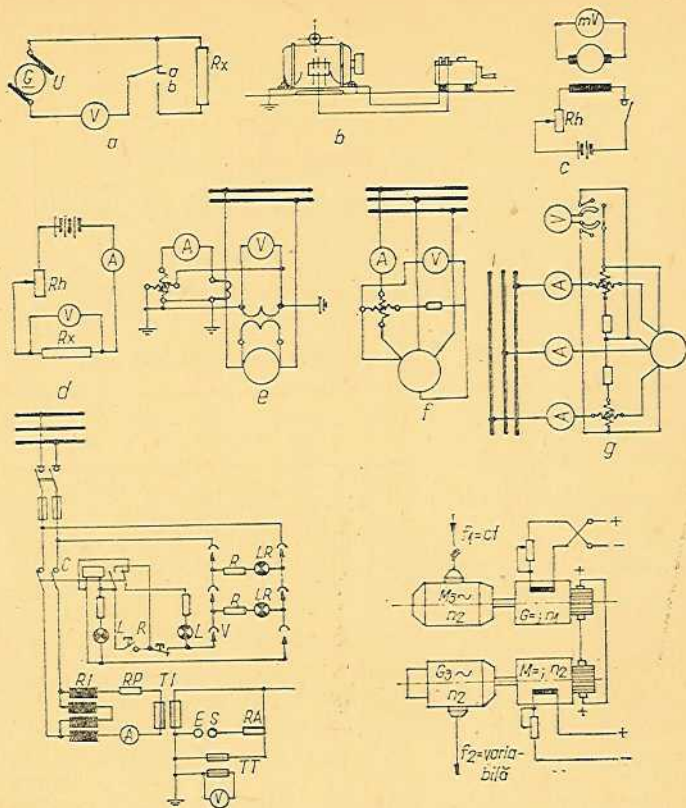 G U V a b Rx
a
b
mV
Rh
c
A
Rh
V
Rx
d
A V
e
A V
f
V
A
A
A
g
C
R LR
R LR
L R L V
RI RP TI
A
E S RA
TT
V
f1=ct
M3~
n2
G=; n1
+
-
+
+
G3~
n2
M=; n2
+
-
f2=varia-
bilă